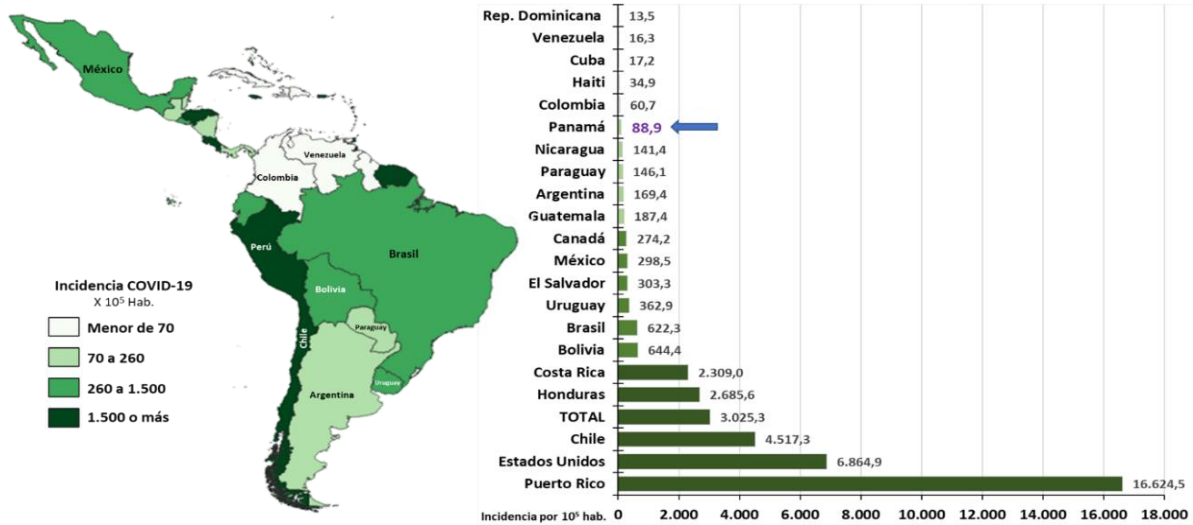 México
Venezuela
Colombia
Perú
Brasil
Bolivia
Paraguay
Chile
Uruguay
Argentina
Incidencia COVID-19
X 10⁵ Hab.
Menor de 70
70 a 260
260 a 1.500
1.500 o más
Rep. Dominicana 13,5
Venezuela 16,3
Cuba 17,2
Haiti 34,9
Colombia 60,7
Panamá 88,9
Nicaragua 141,4
Paraguay 146,1
Argentina 169,4
Guatemala 187,4
Canadá 274,2
México 298,5
El Salvador 303,3
Uruguay 362,9
Brasil 622,3
Bolivia 644,4
Costa Rica 2.309,0
Honduras 2.685,6
TOTAL 3.025,3
Chile 4.517,3
Estados Unidos 6.864,9
Puerto Rico 16.624,5
Incidencia por 10⁵ hab. 0 2.000 4.000 6.000 8.000 10.000 12.000 14.000 16.000 18.000